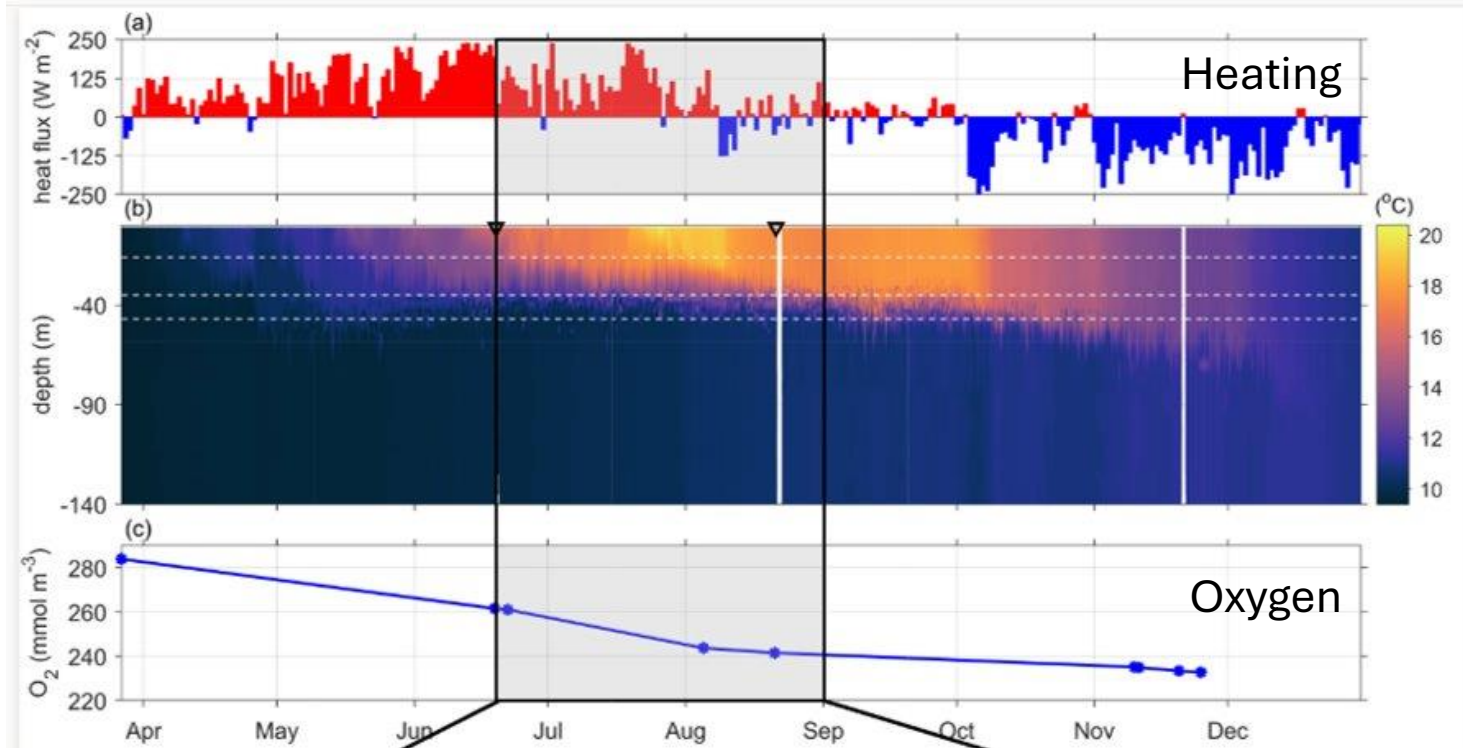 (a)
heat flux (W m⁻²)
250
125
0
-125
-250
Heating
(b)
(°C)
depth (m)
-40
-90
-140
20
18
16
14
12
10
(c)
O₂ (mmol m⁻³)
280
260
240
220
Oxygen
Apr May Jun Jul Aug Sep Oct Nov Dec